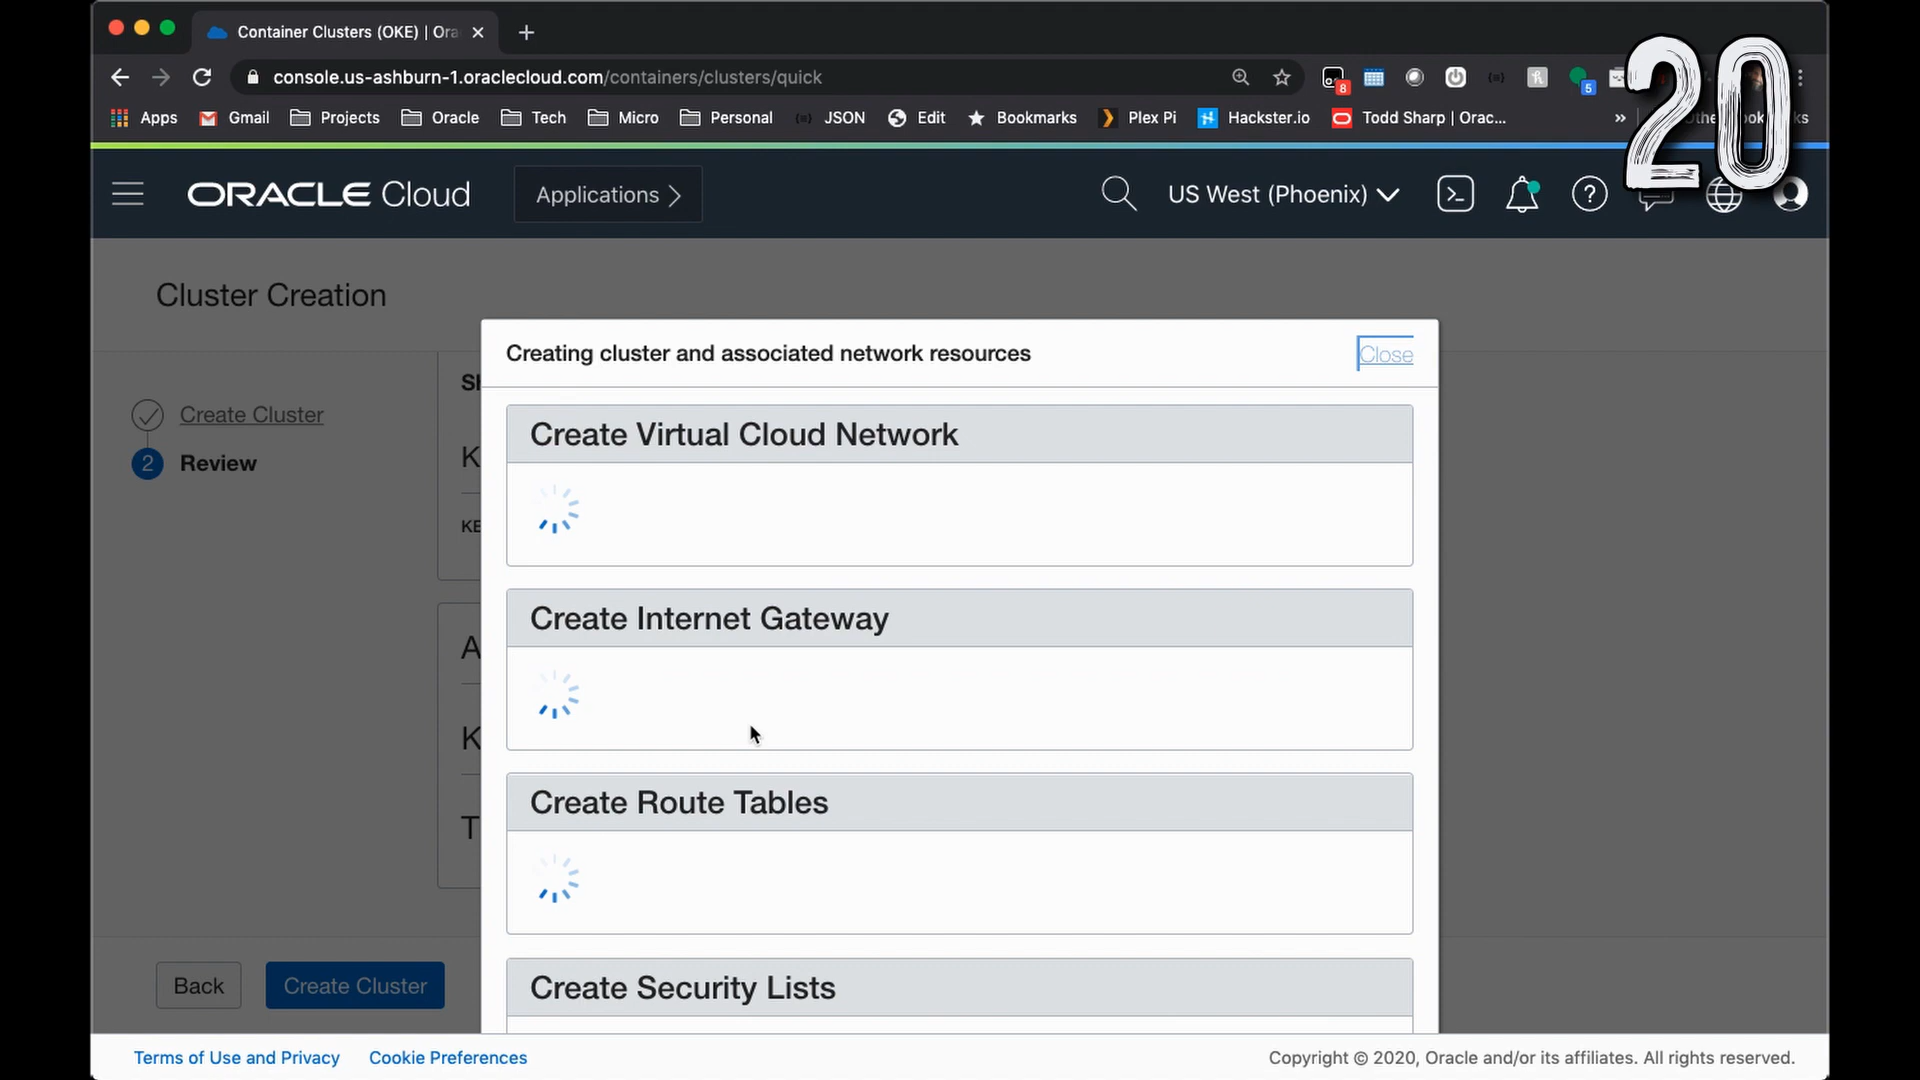 Container Clusters (OKE) | Ora
20
console.us-ashburn-1.oraclecloud.com/containers/clusters/quick
8
5
Apps Gmail Projects Oracle Tech Micro Personal JSON Edit Bookmarks Plex Pi Hackster.io Todd Sharp | Orac... »
ORACLE Cloud Applications US West (Phoenix)
Cluster Creation
Creating cluster and associated network resources Close
Create Cluster
2 Review
Create Virtual Cloud Network
Create Internet Gateway
Create Route Tables
Create Security Lists
Back Create Cluster
Terms of Use and Privacy Cookie Preferences Copyright © 2020, Oracle and/or its affiliates. All rights reserved.